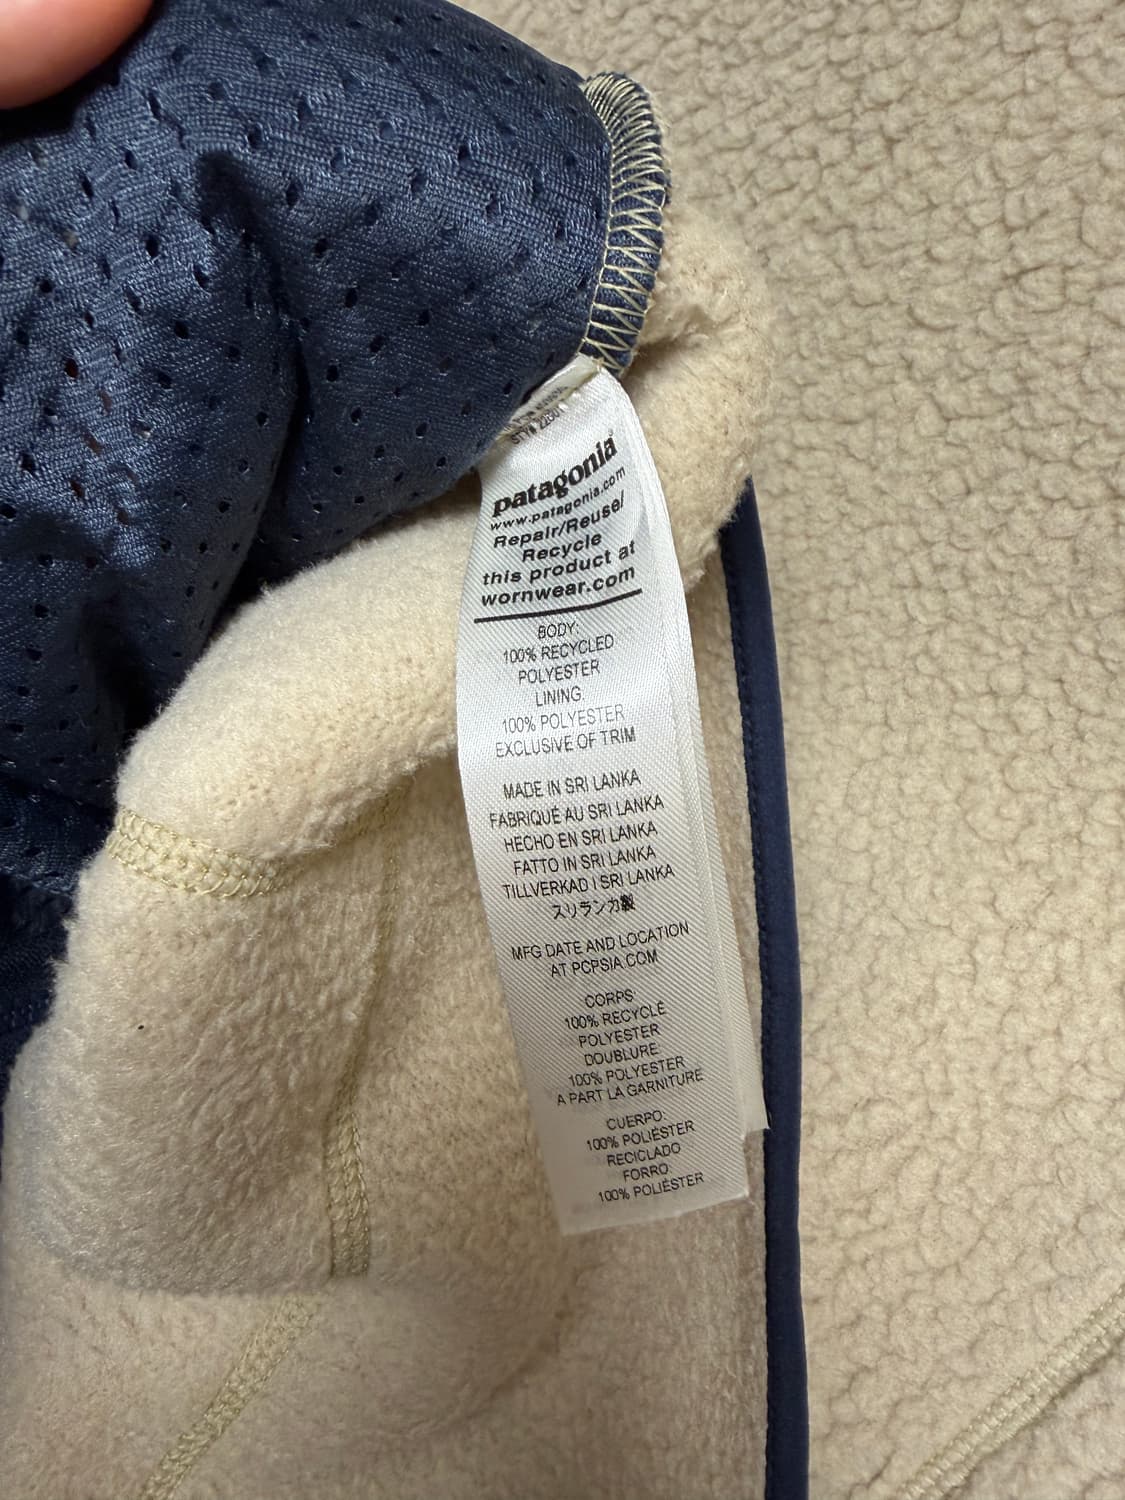 patagonia®
www.patagonia.com
Repair/Reuse/
Recycle
this product at
wornwear.com
BODY:
100% RECYCLED
POLYESTER
LINING:
100% POLYESTER
EXCLUSIVE OF TRIM
MADE IN SRI LANKA
FABRIQUÉ AU SRI LANKA
HECHO EN SRI LANKA
FATTO IN SRI LANKA
TILLVERKAD I SRI LANKA
スリランカ製
MFG DATE AND LOCATION
AT PCPSIA.COM
CORPS:
100% RECYCLÉ
POLYESTER
DOUBLURE:
100% POLYESTER
A PART LA GARNITURE
CUERPO:
100% POLIÉSTER
RECICLADO
FORRO:
100% POLIÉSTER